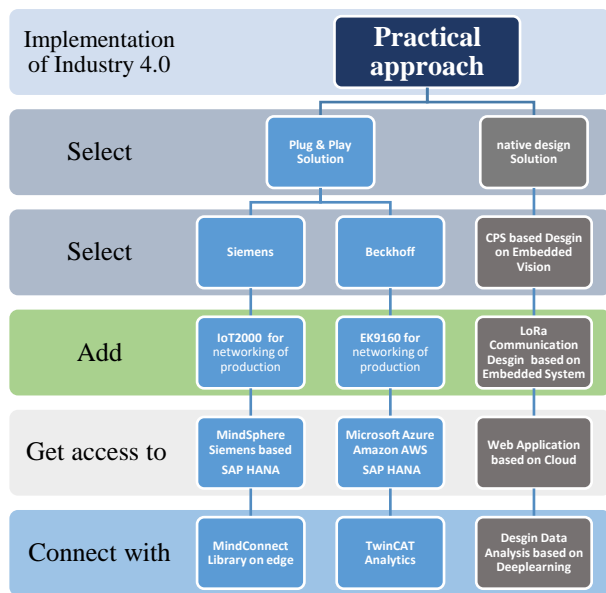 Implementation
of Industry 4.0
Practical
approach
Select
Plug & Play
Solution
native design
Solution
Select
Siemens
Beckhoff
CPS based Desgin
on Embedded
Vision
Add
IoT2000 for
networking of
production
EK9160 for
networking of
production
LoRa
Communication
Desgin based on
Embedded System
Get access to
MindSphere
Siemens based
SAP HANA
Microsoft Azure
Amazon AWS
SAP HANA
Web Application
based on Cloud
Connect with
MindConnect
Library on edge
TwinCAT
Analytics
Desgin Data
Analysis based on
Deeplearning